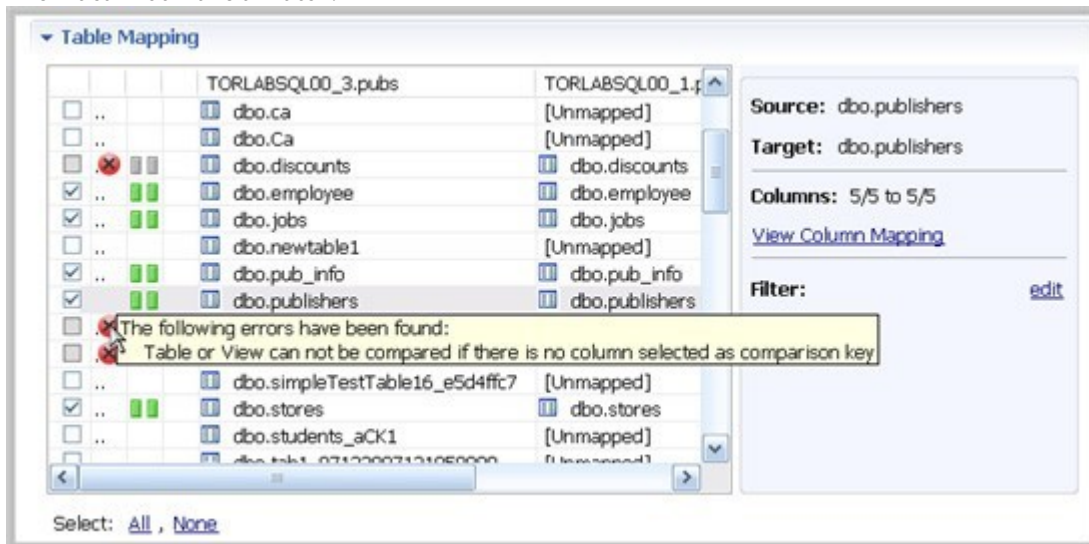 Table Mapping
TORLABSQL00_3.pubs TORLABSQL00_1.p
.. dbo.ca [Unmapped]
.. dbo.Ca [Unmapped]
. dbo.discounts dbo.discounts
.. dbo.employee dbo.employee
.. dbo.jobs dbo.jobs
.. dbo.newtable1 [Unmapped]
.. dbo.pub_info dbo.pub_info
dbo.publishers dbo.publishers
The following errors have been found:
Table or View can not be compared if there is no column selected as comparison key
.. dbo.simpleTestTable16_e5d4ffc7 [Unmapped]
.. dbo.stores dbo.stores
.. dbo.students_aCK1 [Unmapped]
[Unmapped]
Source: dbo.publishers
Target: dbo.publishers
Columns: 5/5 to 5/5
View Column Mapping
Filter: edit
Select: All , None